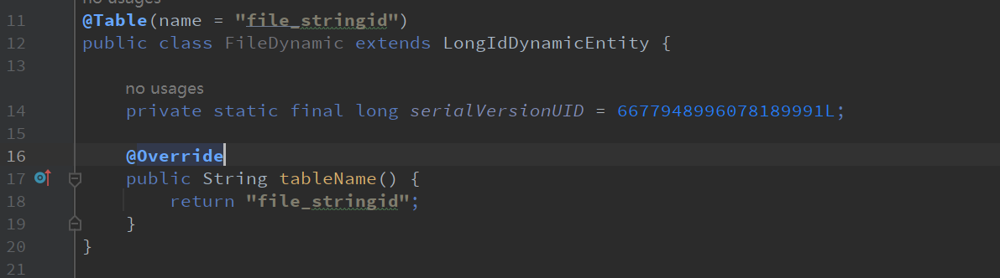 no usages
11 @Table(name = "file_stringid")
12 public class FileDynamic extends LongIdDynamicEntity {
13
no usages
14 private static final long serialVersionUID = 6677948996078189991L;
15
16 @Override
17 public String tableName() {
18 return "file_stringid";
19 }
20 }
21